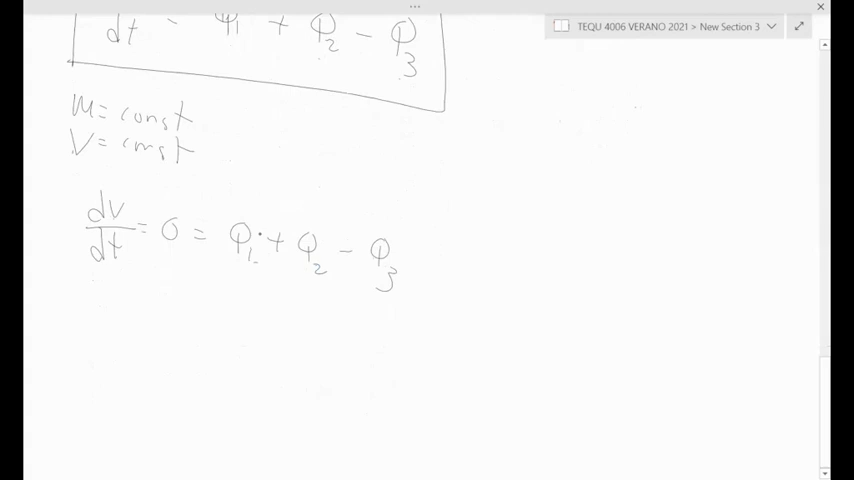 TEQU 4006 VERANO 2021 > New Section 3
dt = φ1 + φ2 − φ3
M = const
V = const
dV/dt = 0 = φ1 + φ2 − φ3